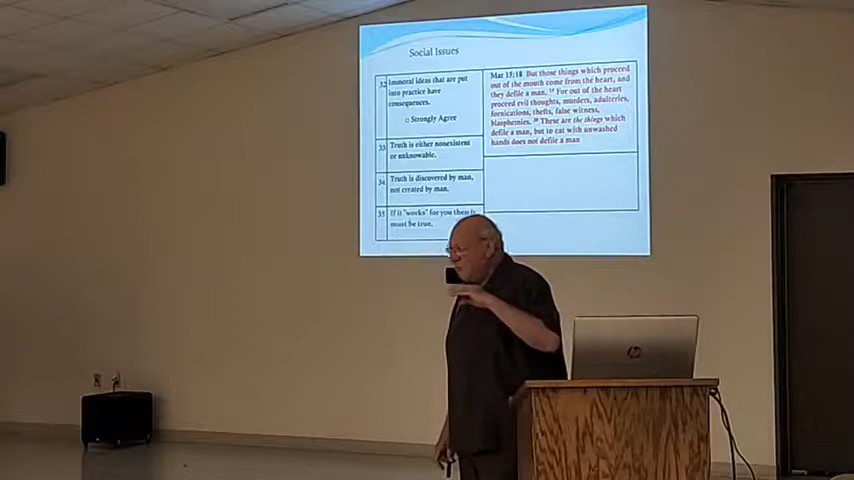 Social Issues
32 Immoral ideas that are put
into practice have
consequences.
□ Strongly Agree
33 Truth is either nonexistent
or unknowable.
34 Truth is discovered by man,
not created by man.
35 If it "works" for you then it
must be true.
Mat 15:18 But those things which proceed
out of the mouth come from the heart, and
they defile a man. 19 For out of the heart
proceed evil thoughts, murders, adulteries,
fornications, thefts, false witness,
blasphemies. 20 These are the things which
defile a man, but to eat with unwashed
hands does not defile a man
hp